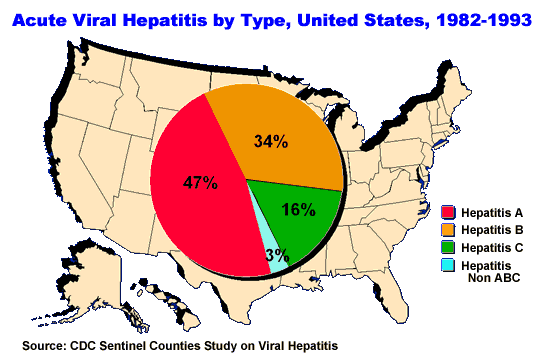 Acute Viral Hepatitis by Type, United States, 1982-1993
34%
47%
16%
3%
Hepatitis A
Hepatitis B
Hepatitis C
Hepatitis
Non ABC
Source: CDC Sentinel Counties Study on Viral Hepatitis